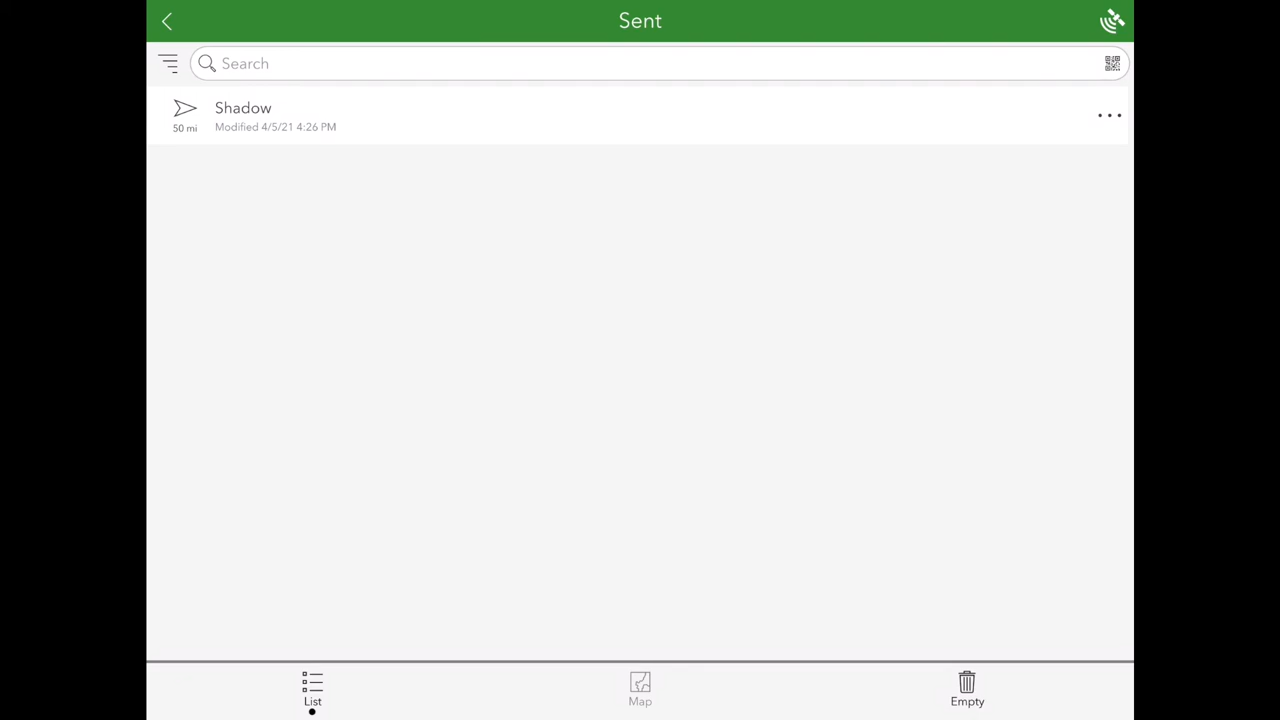 Sent
Search
Shadow
50 mi
Modified 4/5/21 4:26 PM
List
Map
Empty